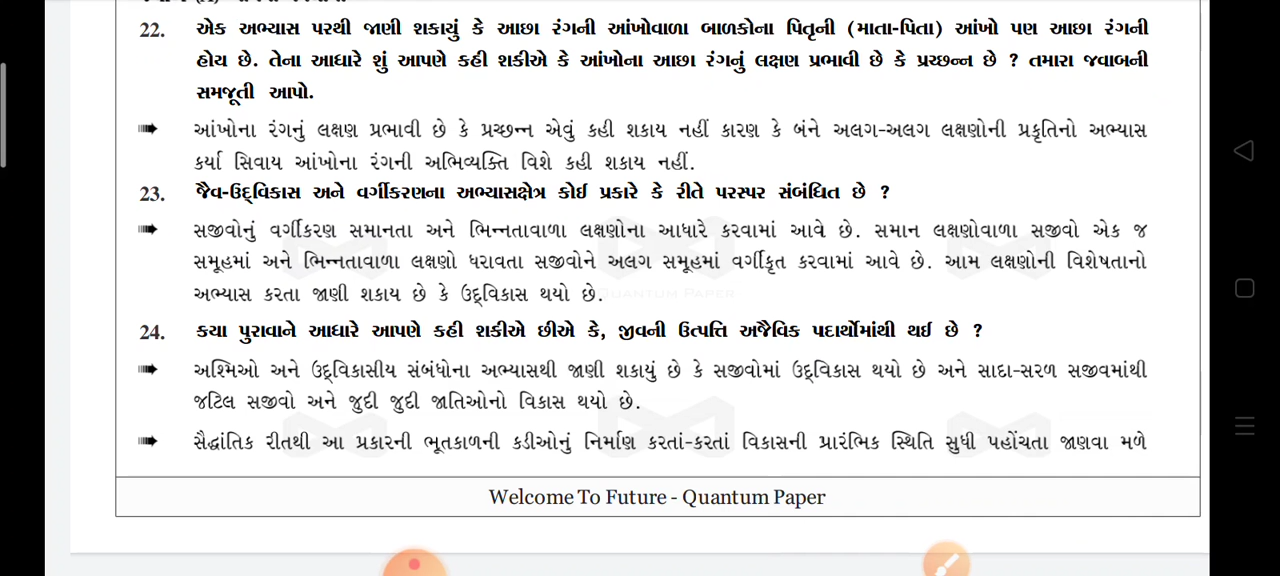 22. એક અભ્યાસ પરથી જાણી શકાયું કે આછા રંગની આંખોવાળા બાળકોના પિતૃની (માતા-પિતા) આંખો પણ આછા રંગની
હોય છે. તેના આધારે શું આપણે કહી શકીએ કે આંખોના આછા રંગનું લક્ષણ પ્રભાવી છે કે પ્રચ્છન્ન છે ? તમારા જવાબની
સમજૂતી આપો.
આંખોના રંગનું લક્ષણ પ્રભાવી છે કે પ્રચ્છન્ન એવું કહી શકાય નહીં કારણ કે બંને અલગ-અલગ લક્ષણોની પ્રકૃતિનો અભ્યાસ
કર્યા સિવાય આંખોના રંગની અભિવ્યક્તિ વિશે કહી શકાય નહીં.
23. જૈવ-ઉદ્‌વિકાસ અને વર્ગીકરણના અભ્યાસક્ષેત્ર કોઈ પ્રકારે કે રીતે પરસ્પર સંબંધિત છે ?
સજીવોનું વર્ગીકરણ સમાનતા અને ભિન્નતાવાળા લક્ષણોના આધારે કરવામાં આવે છે. સમાન લક્ષણોવાળા સજીવો એક જ
સમૂહમાં અને ભિન્નતાવાળા લક્ષણો ધરાવતા સજીવોને અલગ સમૂહમાં વર્ગીકૃત કરવામાં આવે છે. આમ લક્ષણોની વિશેષતાનો
અભ્યાસ કરતા જાણી શકાય છે કે ઉદ્‌વિકાસ થયો છે.
QUANTUM PAPER
24. કયા પુરાવાને આધારે આપણે કહી શકીએ છીએ કે, જીવની ઉત્પત્તિ અજૈવિક પદાર્થોમાંથી થઈ છે ?
અશ્મિઓ અને ઉદ્‌વિકાસીય સંબંધોના અભ્યાસથી જાણી શકાયું છે કે સજીવોમાં ઉદ્‌વિકાસ થયો છે અને સાદા-સરળ સજીવમાંથી
જટિલ સજીવો અને જુદી જુદી જાતિઓનો વિકાસ થયો છે.
સૈદ્ધાંતિક રીતથી આ પ્રકારની ભૂતકાળની કડીઓનું નિર્માણ કરતાં-કરતાં વિકાસની પ્રારંભિક સ્થિતિ સુધી પહોંચતા જાણવા મળે
Welcome To Future - Quantum Paper